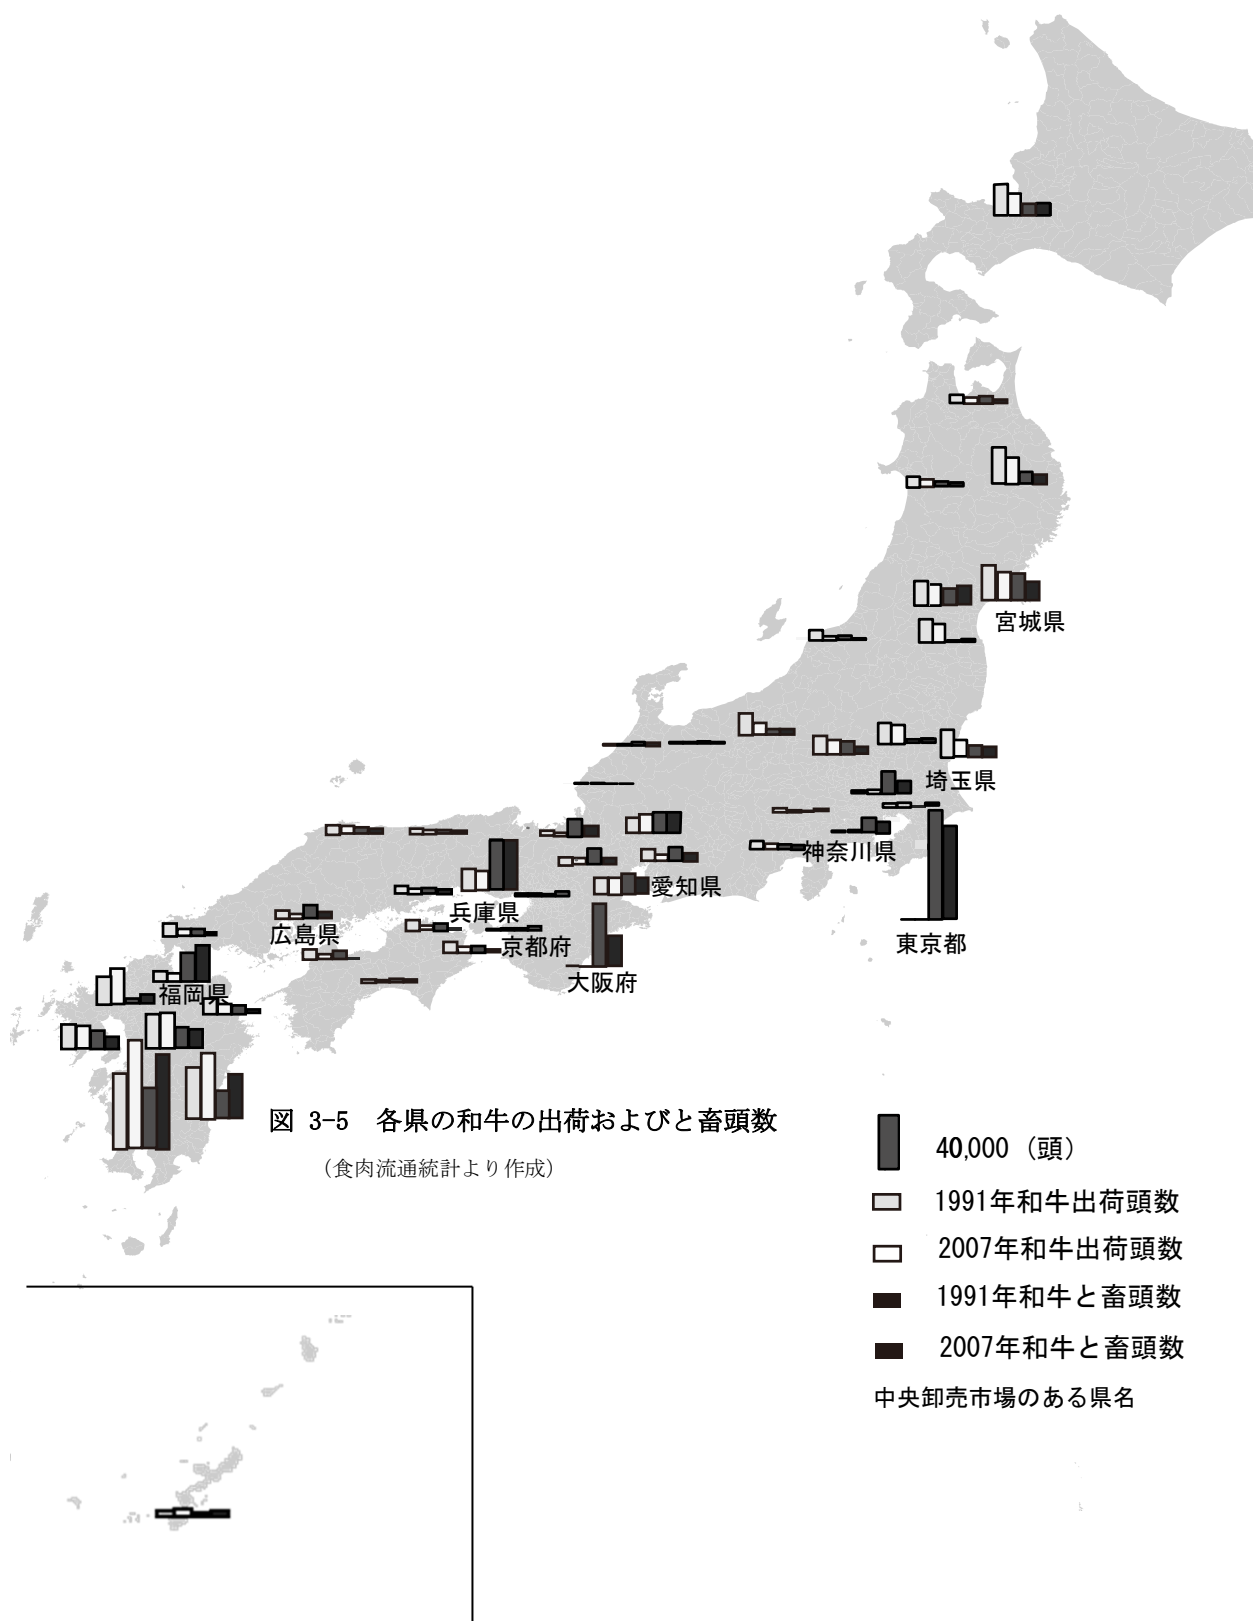 宮城県
埼玉県
神奈川県
愛知県
兵庫県
広島県
京都府
東京都
大阪府
福岡県
図 3-5 各県の和牛の出荷およびと畜頭数
（食肉流通統計より作成）
40,000（頭）
1991年和牛出荷頭数
2007年和牛出荷頭数
1991年和牛と畜頭数
2007年和牛と畜頭数
中央卸売市場のある県名